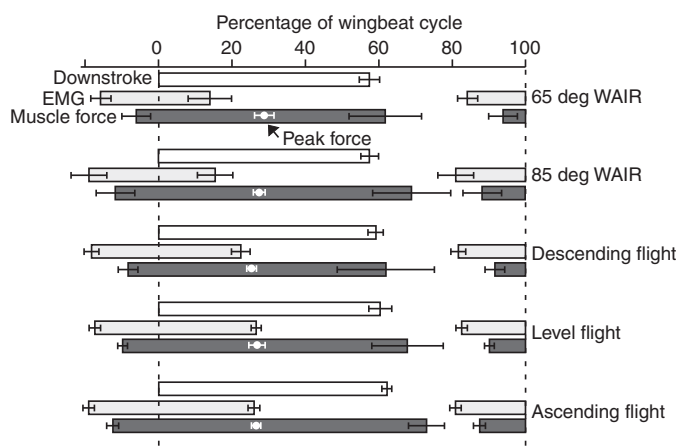 Percentage of wingbeat cycle
0 20 40 60 80 100
Downstroke
EMG
Muscle force
65 deg WAIR
Peak force
85 deg WAIR
Descending flight
Level flight
Ascending flight